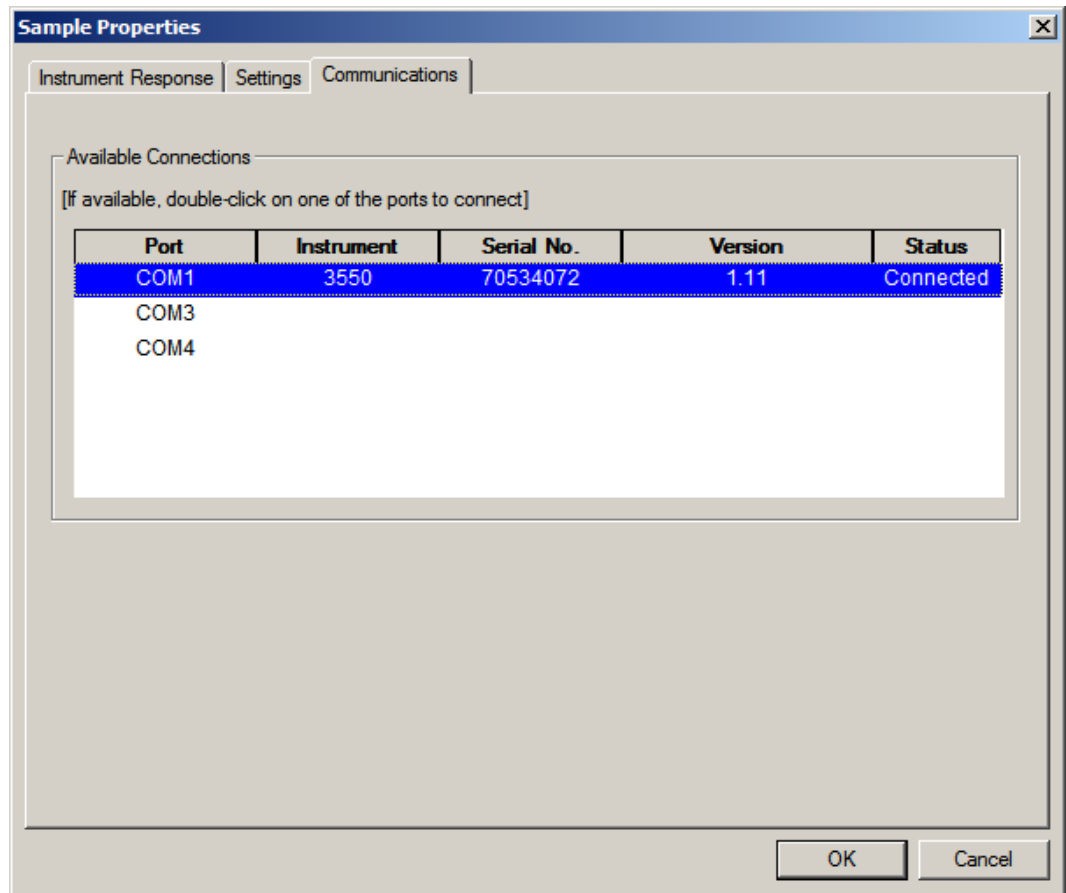 Sample Properties
Instrument Response Settings Communications
Available Connections
[If available, double-click on one of the ports to connect]
Port Instrument Serial No. Version Status
COM1 3550 70534072 1.11 Connected
COM3
COM4
OK Cancel